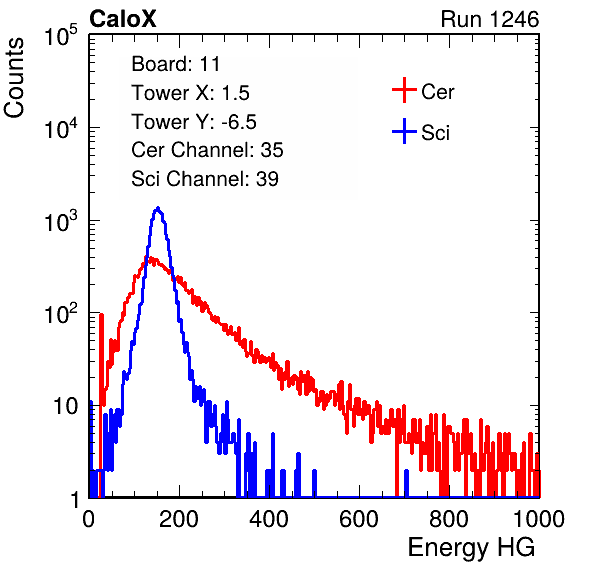 CaloX Run 1246
Counts
10^5
10^4
10^3
10^2
10
1
Board: 11
Tower X: 1.5
Tower Y: -6.5
Cer Channel: 35
Sci Channel: 39
Cer
Sci
0 200 400 600 800 1000
Energy HG